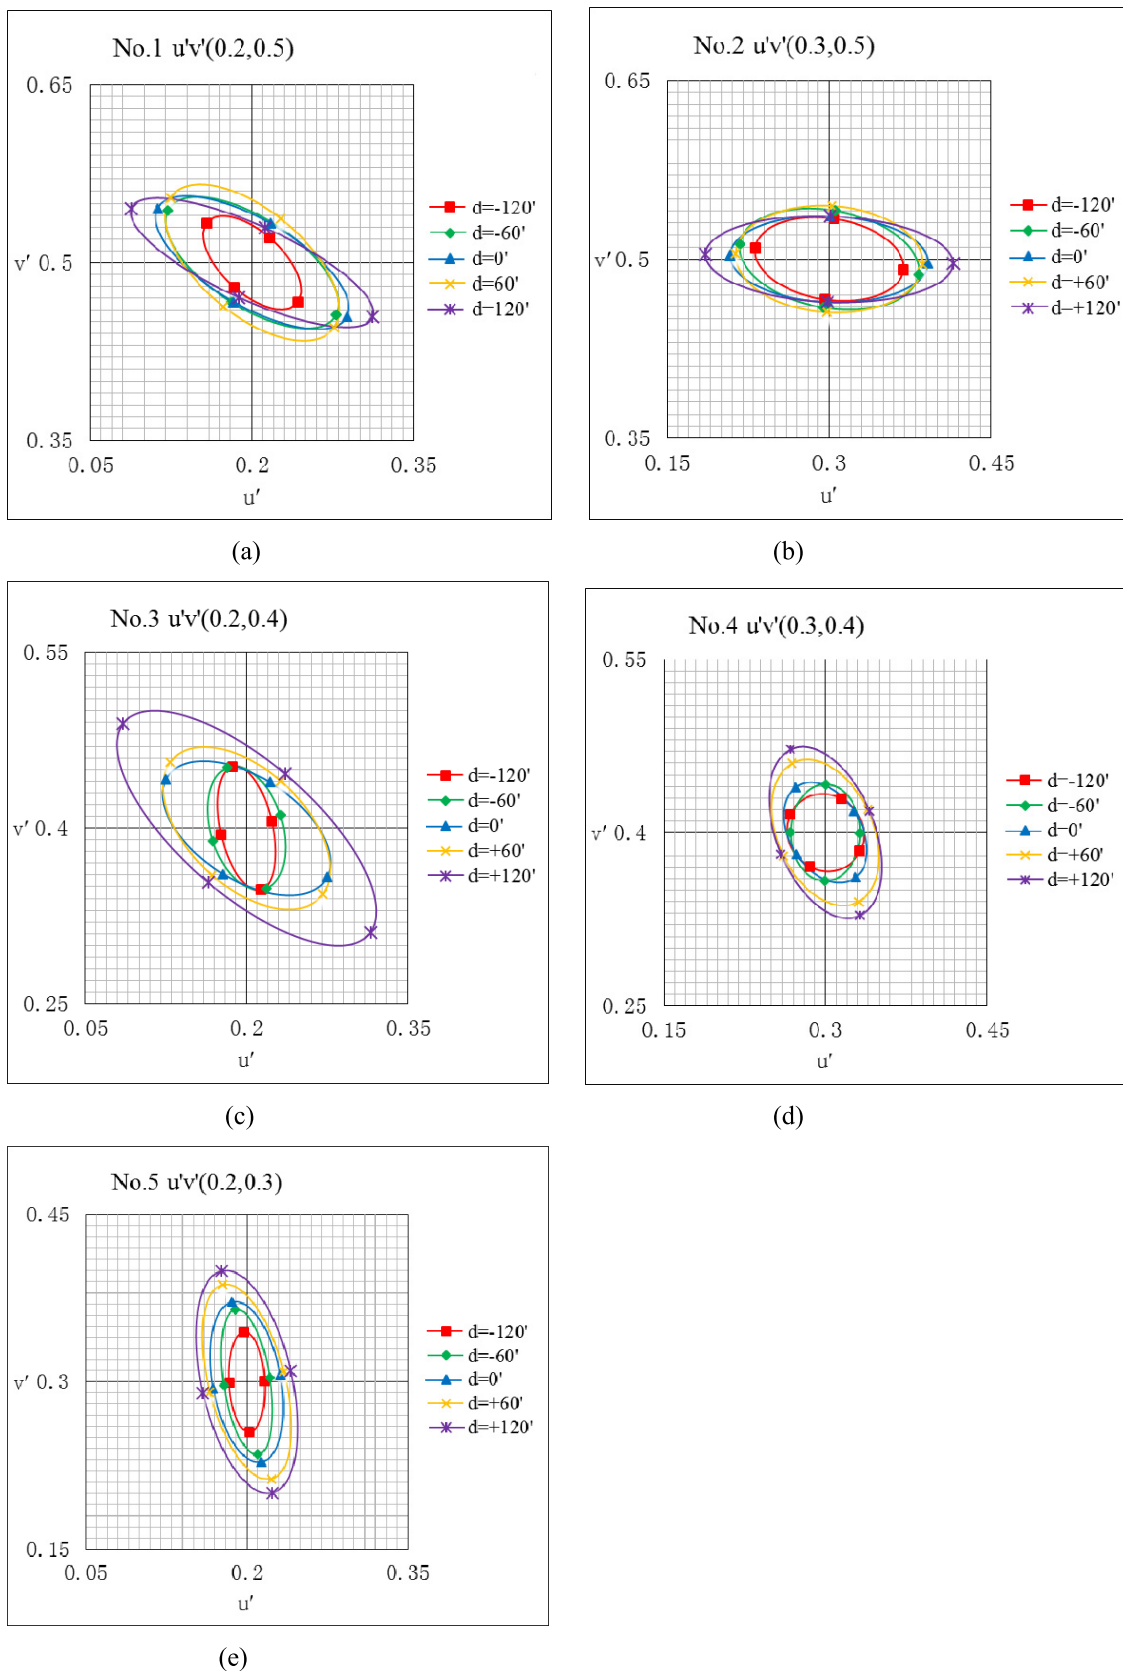 No.1 u'v'(0.2,0.5)
0.65
v' 0.5
0.35
0.05 0.2 0.35
u'
d=-120'
d=-60'
d=0'
d=60'
d=120'
(a)
No.2 u'v'(0.3,0.5)
0.65
v' 0.5
0.35
0.15 0.3 0.45
u'
d=-120'
d=-60'
d=0'
d=+60'
d=+120'
(b)
No.3 u'v'(0.2,0.4)
0.55
v' 0.4
0.25
0.05 0.2 0.35
u'
d=-120'
d=-60'
d=0'
d=+60'
d=+120'
(c)
No.4 u'v'(0.3,0.4)
0.55
v' 0.4
0.25
0.15 0.3 0.45
u'
d=-120'
d=-60'
d=0'
d=+60'
d=+120'
(d)
No.5 u'v'(0.2,0.3)
0.45
v' 0.3
0.15
0.05 0.2 0.35
u'
d=-120'
d=-60'
d=0'
d=+60'
d=+120'
(e)